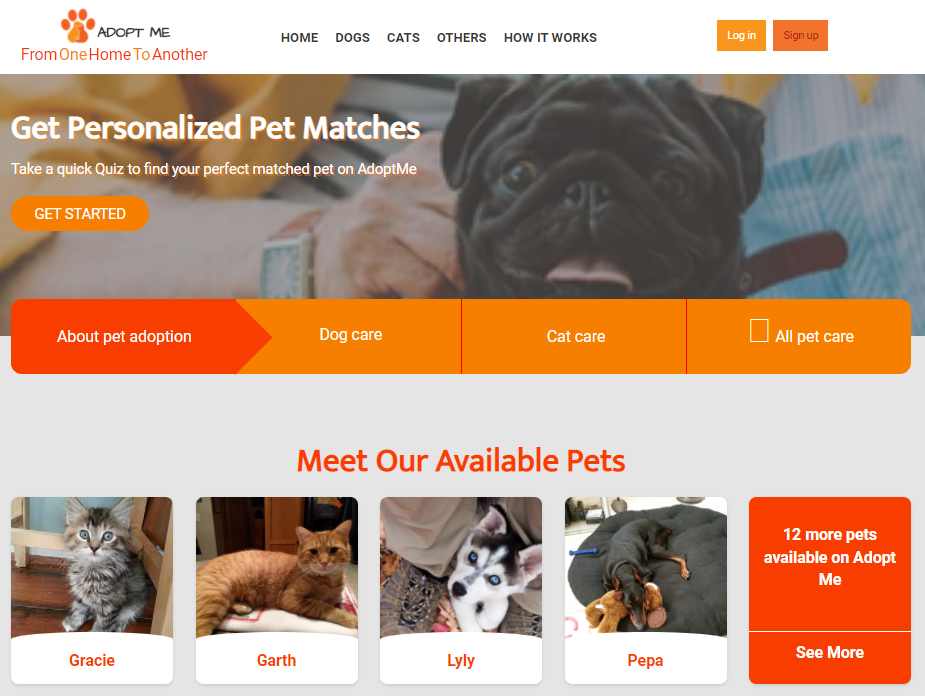 ADOPT ME
From One Home To Another
HOME DOGS CATS OTHERS HOW IT WORKS
Log in Sign up
Get Personalized Pet Matches
Take a quick Quiz to find your perfect matched pet on AdoptMe
GET STARTED
About pet adoption Dog care Cat care All pet care
Meet Our Available Pets
Gracie Garth Lyly Pepa
12 more pets
available on Adopt
Me
See More